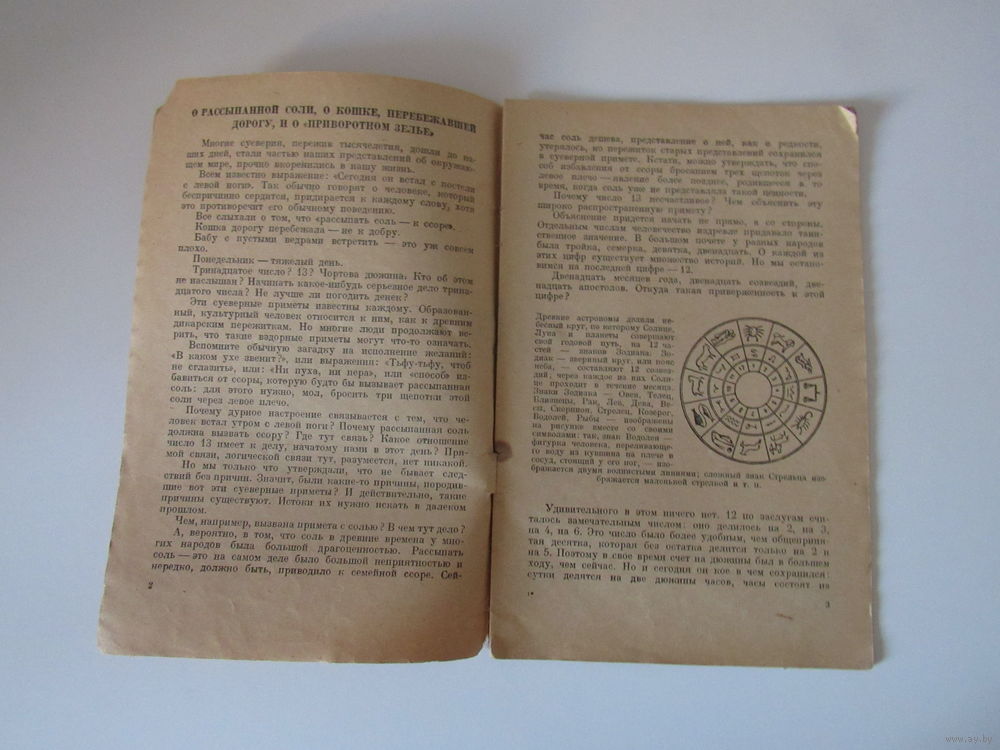 О РАССЫПАННОЙ СОЛИ, О КОШКЕ, ПЕРЕБЕЖАВШЕЙ
ДОРОГУ, И О «ПРИВОРОТНОМ ЗЕЛЬЕ»
Многие суеверия, пережив тысячелетия, дошли до на-
ших дней, стали частью наших представлений об окружаю-
щем мире, прочно вкоренились в нашу жизнь.
Всем известно выражение: «Сегодня он встал с постели
с левой ноги». Так обычно говорят о человеке, который
беспричинно сердится, придирается к каждому слову, хотя
это противоречит его обычному поведению.
Все слыхали о том, что «рассыпать соль — к ссоре».
Кошка дорогу перебежала — не к добру.
Бабу с пустыми ведрами встретить — это уж совсем
плохо.
Понедельник — тяжелый день.
Тринадцатое число? 13? Чортова дюжина. Кто об этом
не наслышан? Начинать какое-нибудь серьезное дело трина-
дцатого числа? Не лучше ли погодить денек?
Эти суеверные приметы известны каждому. Образован-
ный, культурный человек относится к ним, как к древним
дикарским пережиткам. Но многие люди продолжают ве-
рить, что такие вздорные приметы могут что-то означать.
Вспомните обычную загадку на исполнение желаний:
«В каком ухе звенит?», или выражения: «Тьфу-тьфу, чтоб
не сглазить», или: «Ни пуха, ни пера», или «способ» из-
бавиться от ссоры, которую будто бы вызывает рассыпанная
соль: для этого нужно, мол, бросить три щепотки этой
соли через левое плечо.
Почему дурное настроение связывается с тем, что че-
ловек встал утром с левой ноги? Почему рассыпанная соль
должна вызвать ссору? Где тут связь? Какое отношение
число 13 имеет к делу, начатому нами в этот день? Пря-
мой связи, логической связи тут, разумеется, нет никакой.
Но мы только что утверждали, что не бывает след-
ствий без причин. Значит, были какие-то причины, породив-
шие вот эти суеверные приметы? И действительно, такие
причины существуют. Истоки их нужно искать в далеком
прошлом.
Чем, например, вызвана примета с солью? В чем тут дело?
А, вероятно, в том, что соль в древние времена у мно-
гих народов была большой драгоценностью. Рассыпать
соль — это на самом деле было большой неприятностью и
нередко, должно быть, приводило к семейной ссоре. Сей-
2
час соль дешева, представление о ней, как о редкости,
утерялось, но пережиток старых представлений сохранился
в суеверной примете. Кстати, можно утверждать, что спо-
соб избавления от ссоры бросанием трех щепоток через
левое плечо — явление более позднее, родившееся в то
время, когда соль уже не представляла такой ценности.
Почему число 13 несчастливое? Чем объяснить эту
широко распространенную примету?
Объяснение придется начать не прямо, а со стороны.
Отдельным числам человечество издревле придавало таин-
ственное значение. В большом почете у разных народов
была тройка, семерка, девятка, двенадцать. О каждой из
этих цифр существует множество историй. Но мы остано-
вимся на последней цифре — 12.
Двенадцать месяцев года, двенадцать созвездий, две-
надцать апостолов. Откуда такая приверженность к этой
цифре?
Древние астрономы делили не-
бесный круг, по которому Солнце,
Луна и планеты совершают
свой годовой путь, на 12 ча-
стей — знаков Зодиака. Зо-
диак — звериный круг, или пояс
неба, — составляют 12 созвез-
дий; через каждое из них Солн-
це проходит в течение месяца.
Знаки Зодиака — Овен, Телец,
Близнецы, Рак, Лев, Дева, Ве-
сы, Скорпион, Стрелец, Козерог,
Водолей, Рыбы — изображены
на рисунке вместе со своими
символами: так, знак Водолея —
фигурка человека, переливающе-
го воду из кувшина на плече в
сосуд, стоящий у его ног, — изо-
бражается двумя волнистыми линиями; сложный знак Стрельца изо-
бражается маленькой стрелкой и т. п.
Удивительного в этом ничего нет. 12 по заслугам счи-
талось замечательным числом: оно делилось на 2, на 3,
на 4, на 6. Это число было более удобным, чем общеприня-
тая десятка, которая без остатка делится только на 2 и
на 5. Поэтому в свое время счет на дюжины был в большем
ходу, чем сейчас. Но и сегодня он кое в чем сохранился:
сутки делятся на две дюжины часов, часы состоят из
1*
3
www.ay.by